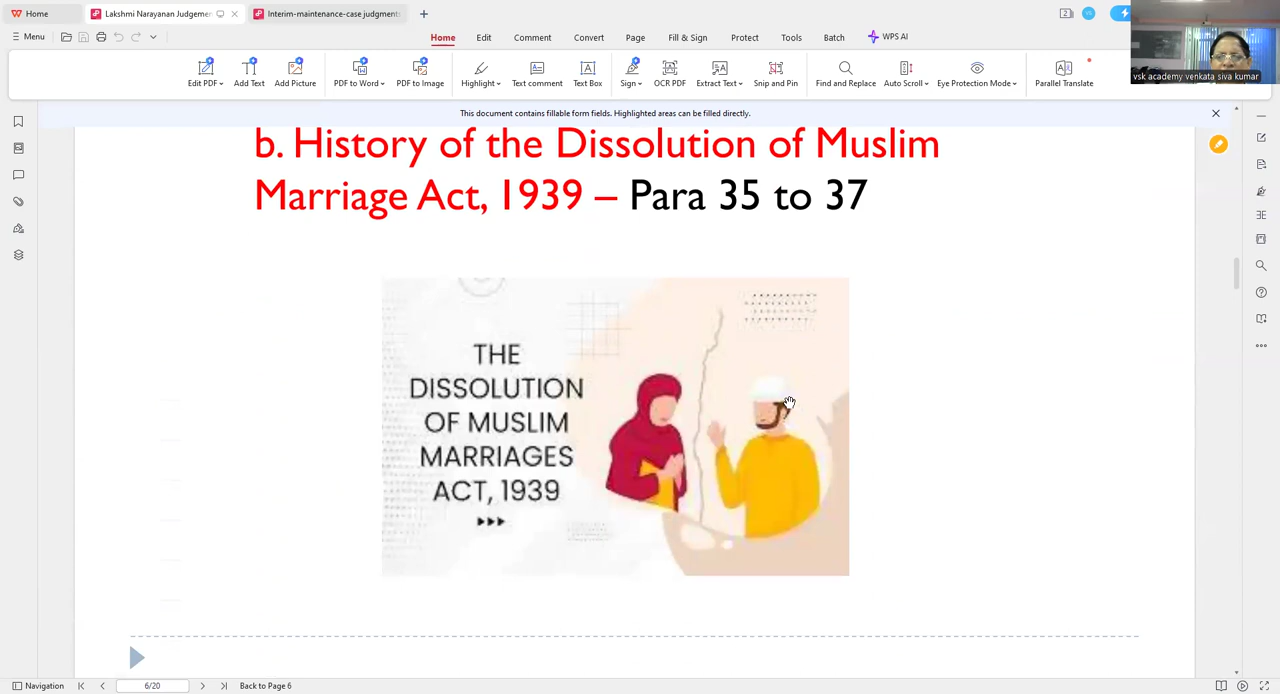 Home
Lakshmi Narayanan Judgemen
Interim-maintenance-case judgments
2
Menu
Home
Edit
Comment
Convert
Page
Fill & Sign
Protect
Tools
Batch
WPS AI
vsk academy venkata siva kumar
Edit PDF
Add Text
Add Picture
PDF to Word
PDF to Image
Highlight
Text comment
Text Box
Sign
OCR PDF
Extract Text
Snip and Pin
Find and Replace
Auto Scroll
Eye Protection Mode
Parallel Translate
This document contains fillable form fields. Highlighted areas can be filled directly.
b. History of the Dissolution of Muslim
Marriage Act, 1939 – Para 35 to 37
THE
DISSOLUTION
OF MUSLIM
MARRIAGES
ACT, 1939
Navigation
6/20
Back to Page 6